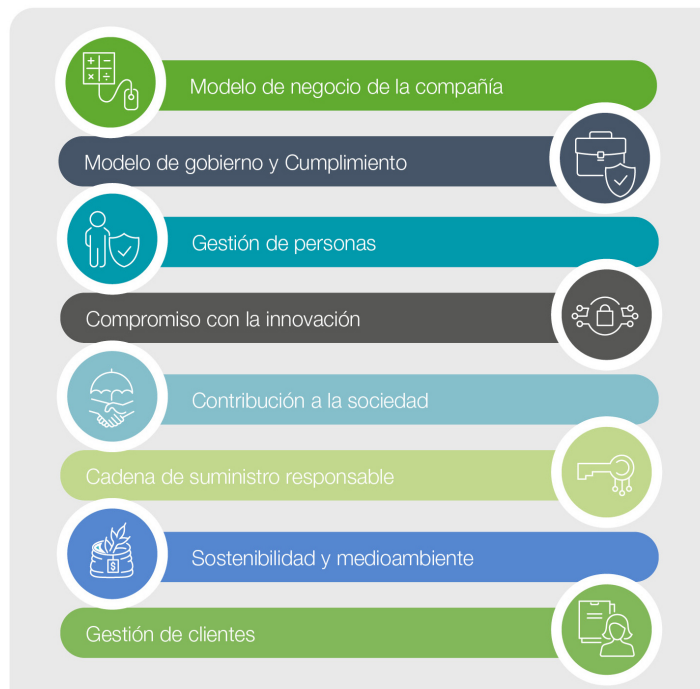 Modelo de negocio de la compañía
Modelo de gobierno y Cumplimiento
Gestión de personas
Compromiso con la innovación
Contribución a la sociedad
Cadena de suministro responsable
Sostenibilidad y medioambiente
Gestión de clientes